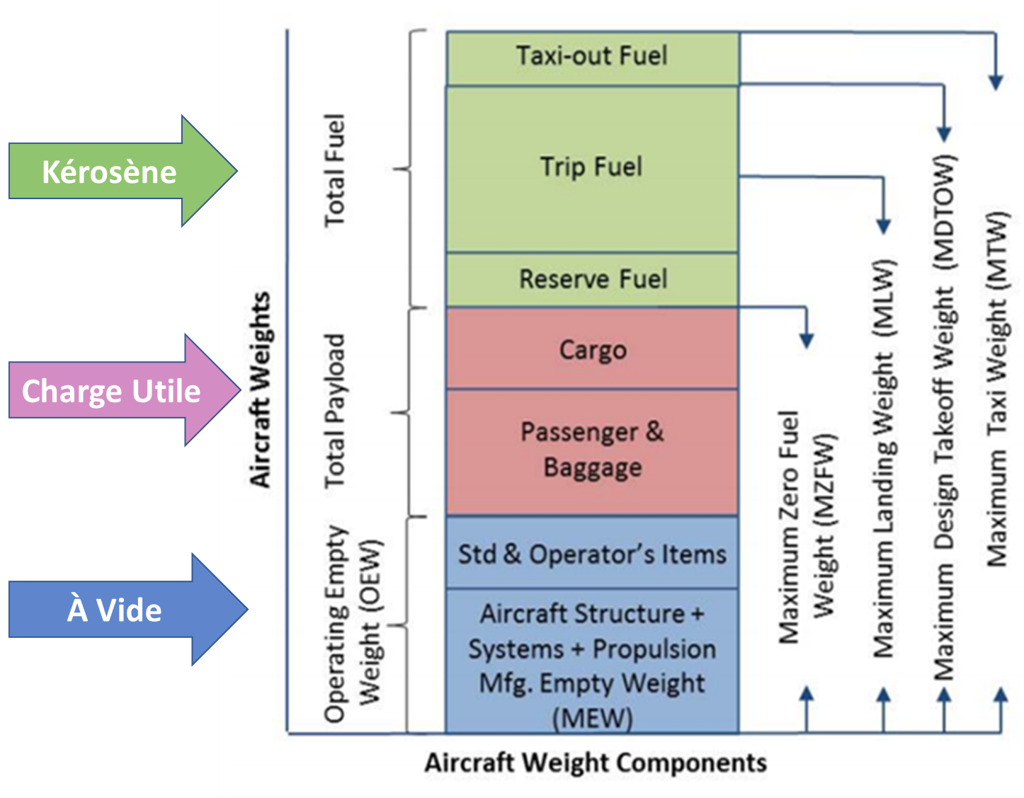 Kérosène
Charge Utile
À Vide
Aircraft Weights
Total Fuel
Total Payload
Operating Empty
Weight (OEW)
Taxi-out Fuel
Trip Fuel
Reserve Fuel
Cargo
Passenger &
Baggage
Std & Operator's Items
Aircraft Structure +
Systems + Propulsion
Mfg. Empty Weight
(MEW)
Maximum Zero Fuel
Weight (MZFW)
Maximum Landing Weight (MLW)
Maximum Design Takeoff Weight (MDTOW)
Maximum Taxi Weight (MTW)
Aircraft Weight Components